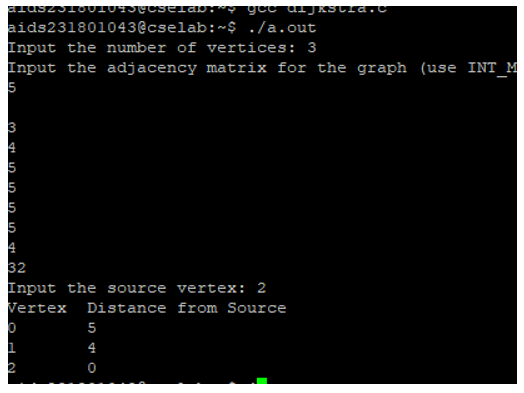 aids231801043@cselab:~$ gcc dijkstra.c
aids231801043@cselab:~$ ./a.out
Input the number of vertices: 3
Input the adjacency matrix for the graph (use INT_M
5
3
4
5
5
5
5
4
32
Input the source vertex: 2
Vertex  Distance from Source
0       5
1       4
2       0